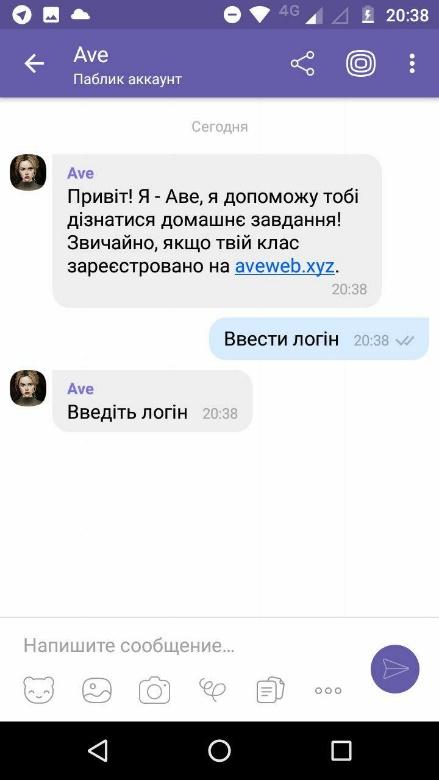 4G 20:38
Ave
Паблик аккаунт
Сегодня
Ave
Привіт! Я - Аве, я допоможу тобі
дізнатися домашнє завдання!
Звичайно, якщо твій клас
зареєстровано на aveweb.xyz.
20:38
Ввести логін 20:38
Ave
Введіть логін 20:38
Напишите сообщение...